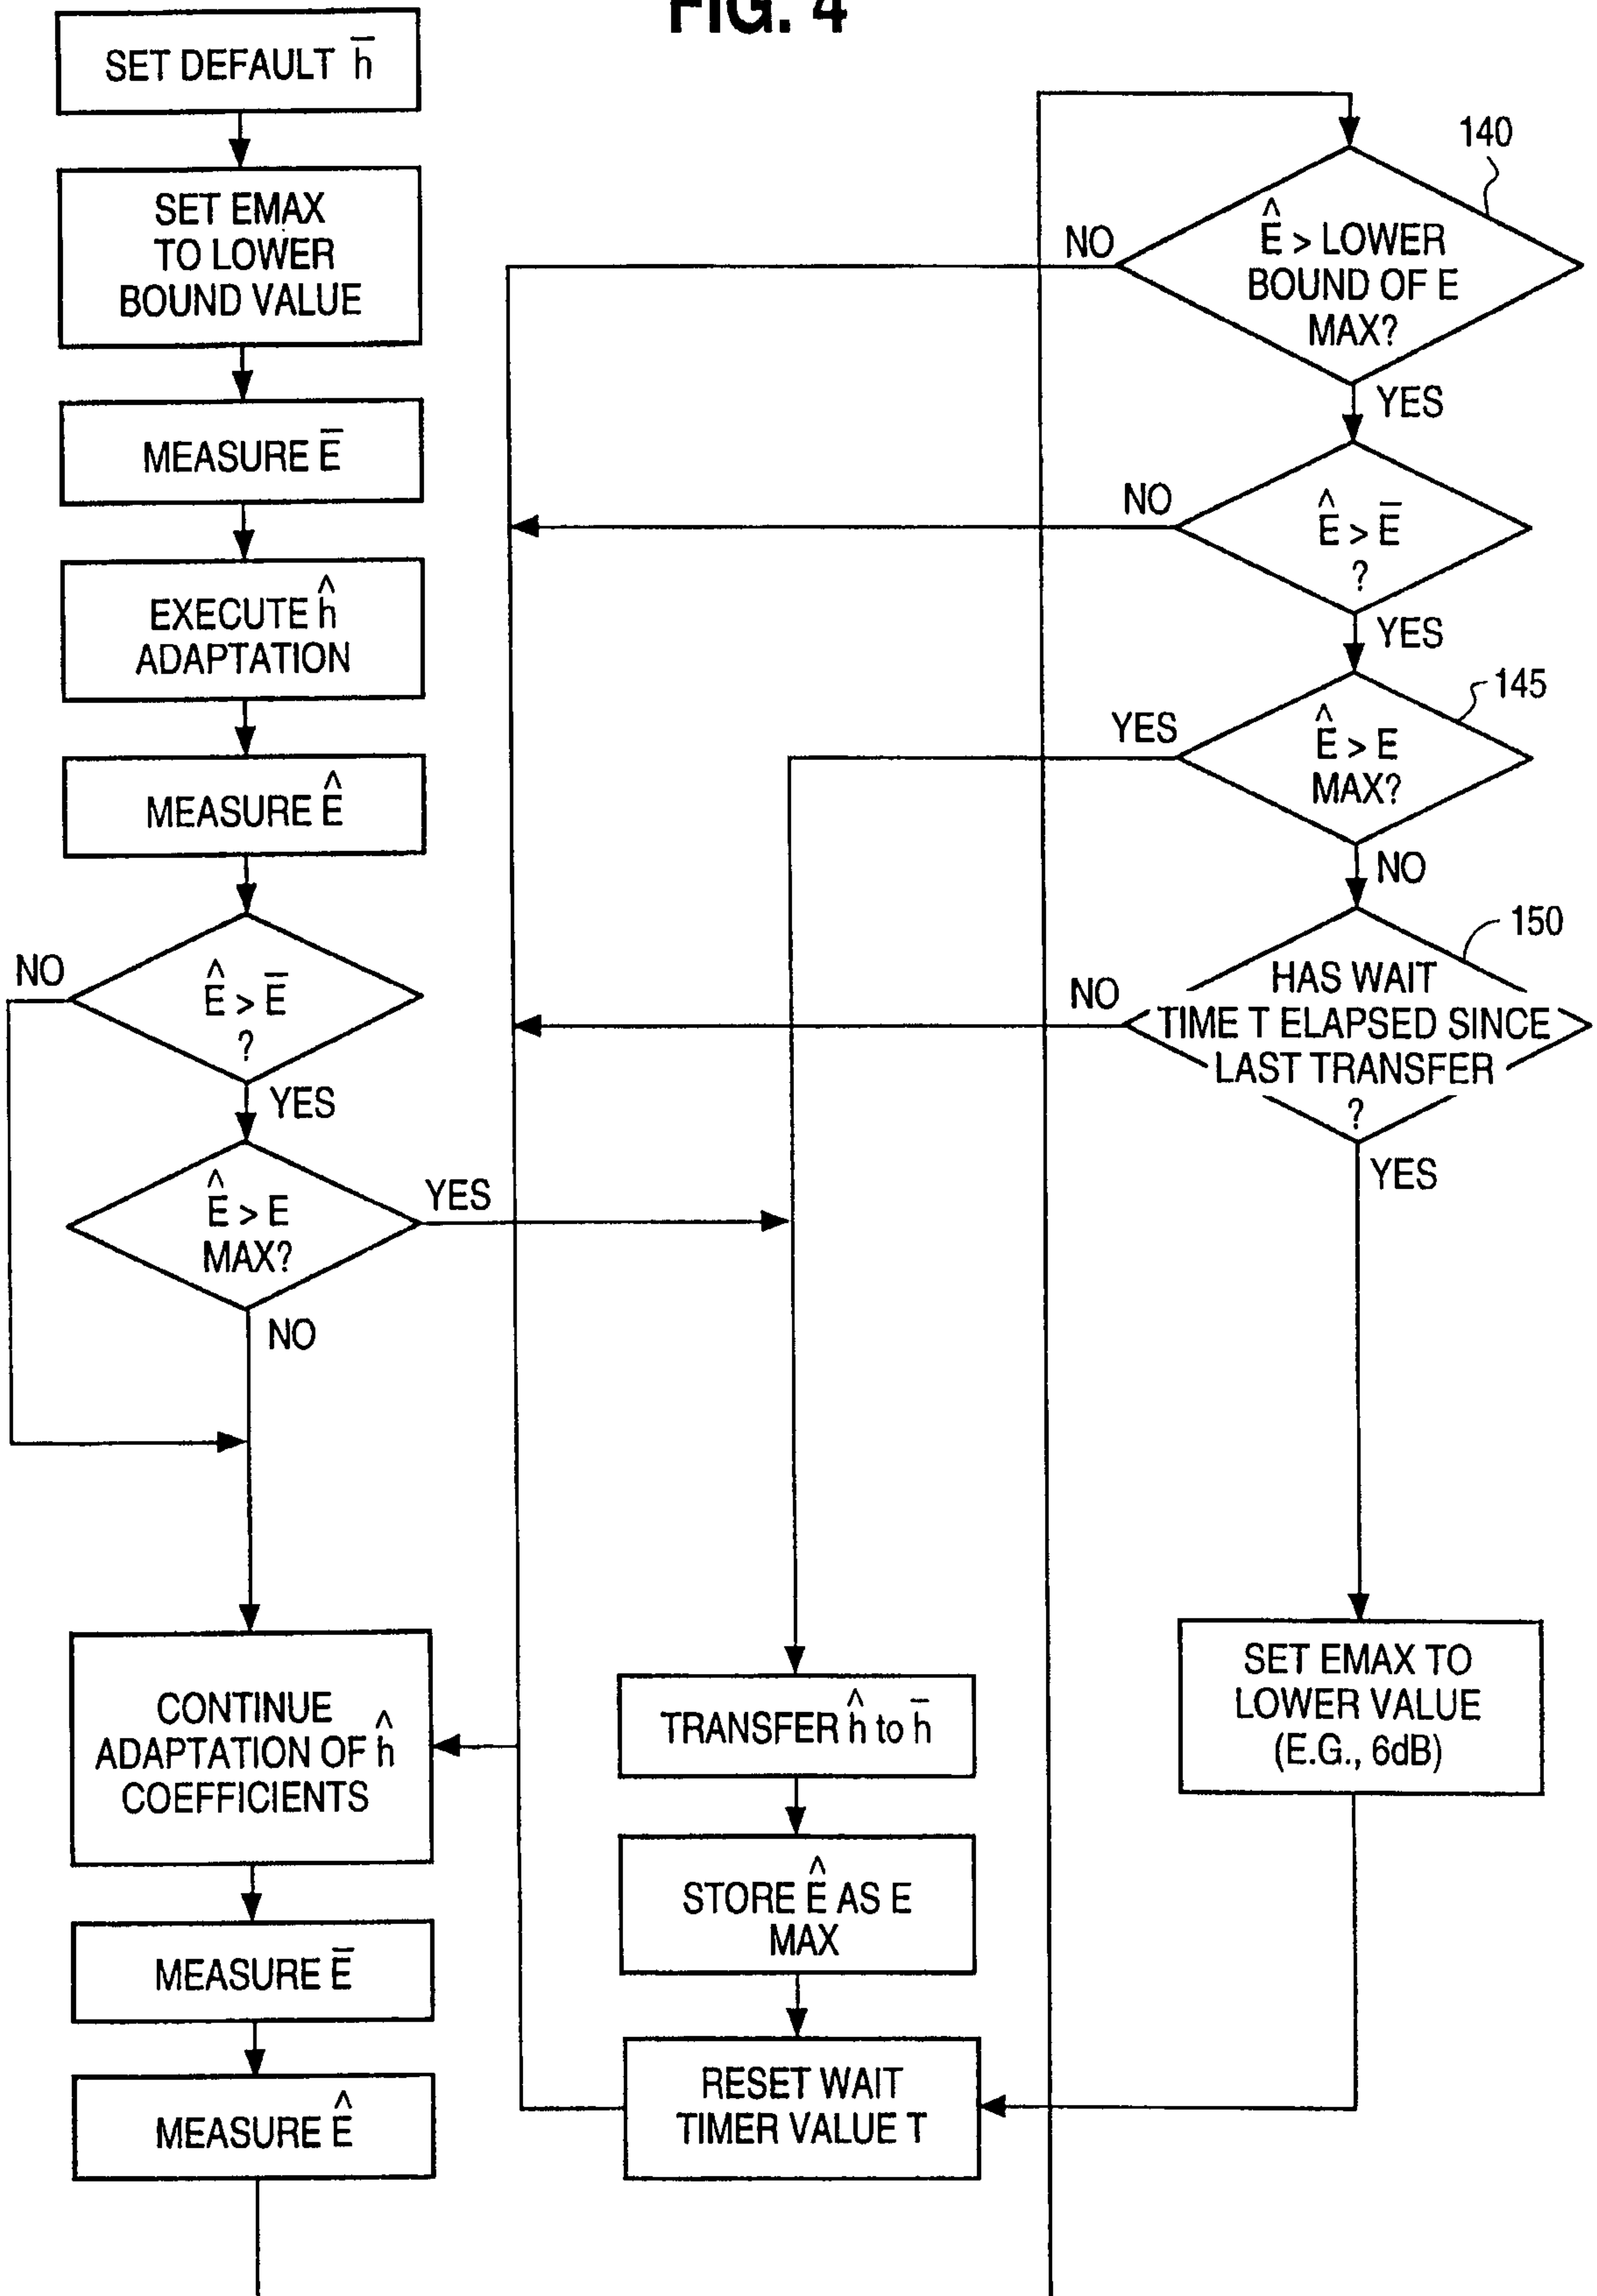 FIG. 4
SET DEFAULT h̅
SET EMAX
TO LOWER
BOUND VALUE
MEASURE E̅
EXECUTE ĥ
ADAPTATION
MEASURE Ê
Ê > E̅
?
NO
YES
Ê > E
MAX?
YES
NO
CONTINUE
ADAPTATION OF ĥ
COEFFICIENTS
MEASURE E̅
MEASURE Ê
TRANSFER ĥ to h̅
STORE Ê AS E
MAX
RESET WAIT
TIMER VALUE T
140
Ê > LOWER
BOUND OF E
MAX?
NO
YES
Ê > E̅
?
NO
YES
145
Ê > E
MAX?
YES
NO
150
HAS WAIT
TIME T ELAPSED SINCE
LAST TRANSFER
?
NO
YES
SET EMAX TO
LOWER VALUE
(E.G., 6dB)